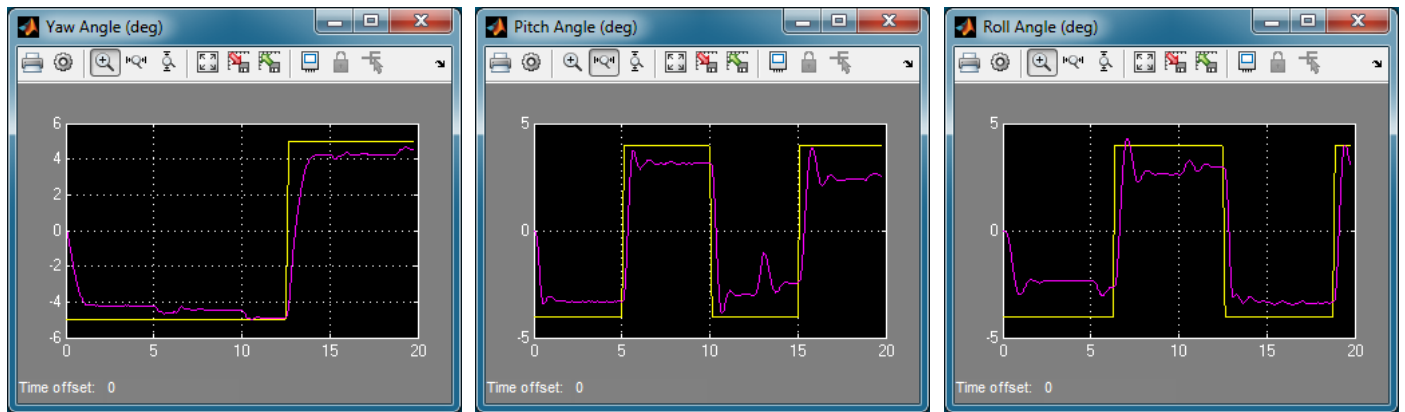 Yaw Angle (deg)
6
4
2
0
-2
-4
-6
0 5 10 15 20
Time offset: 0
Pitch Angle (deg)
5
0
-5
0 5 10 15 20
Time offset: 0
Roll Angle (deg)
5
0
-5
0 5 10 15 20
Time offset: 0